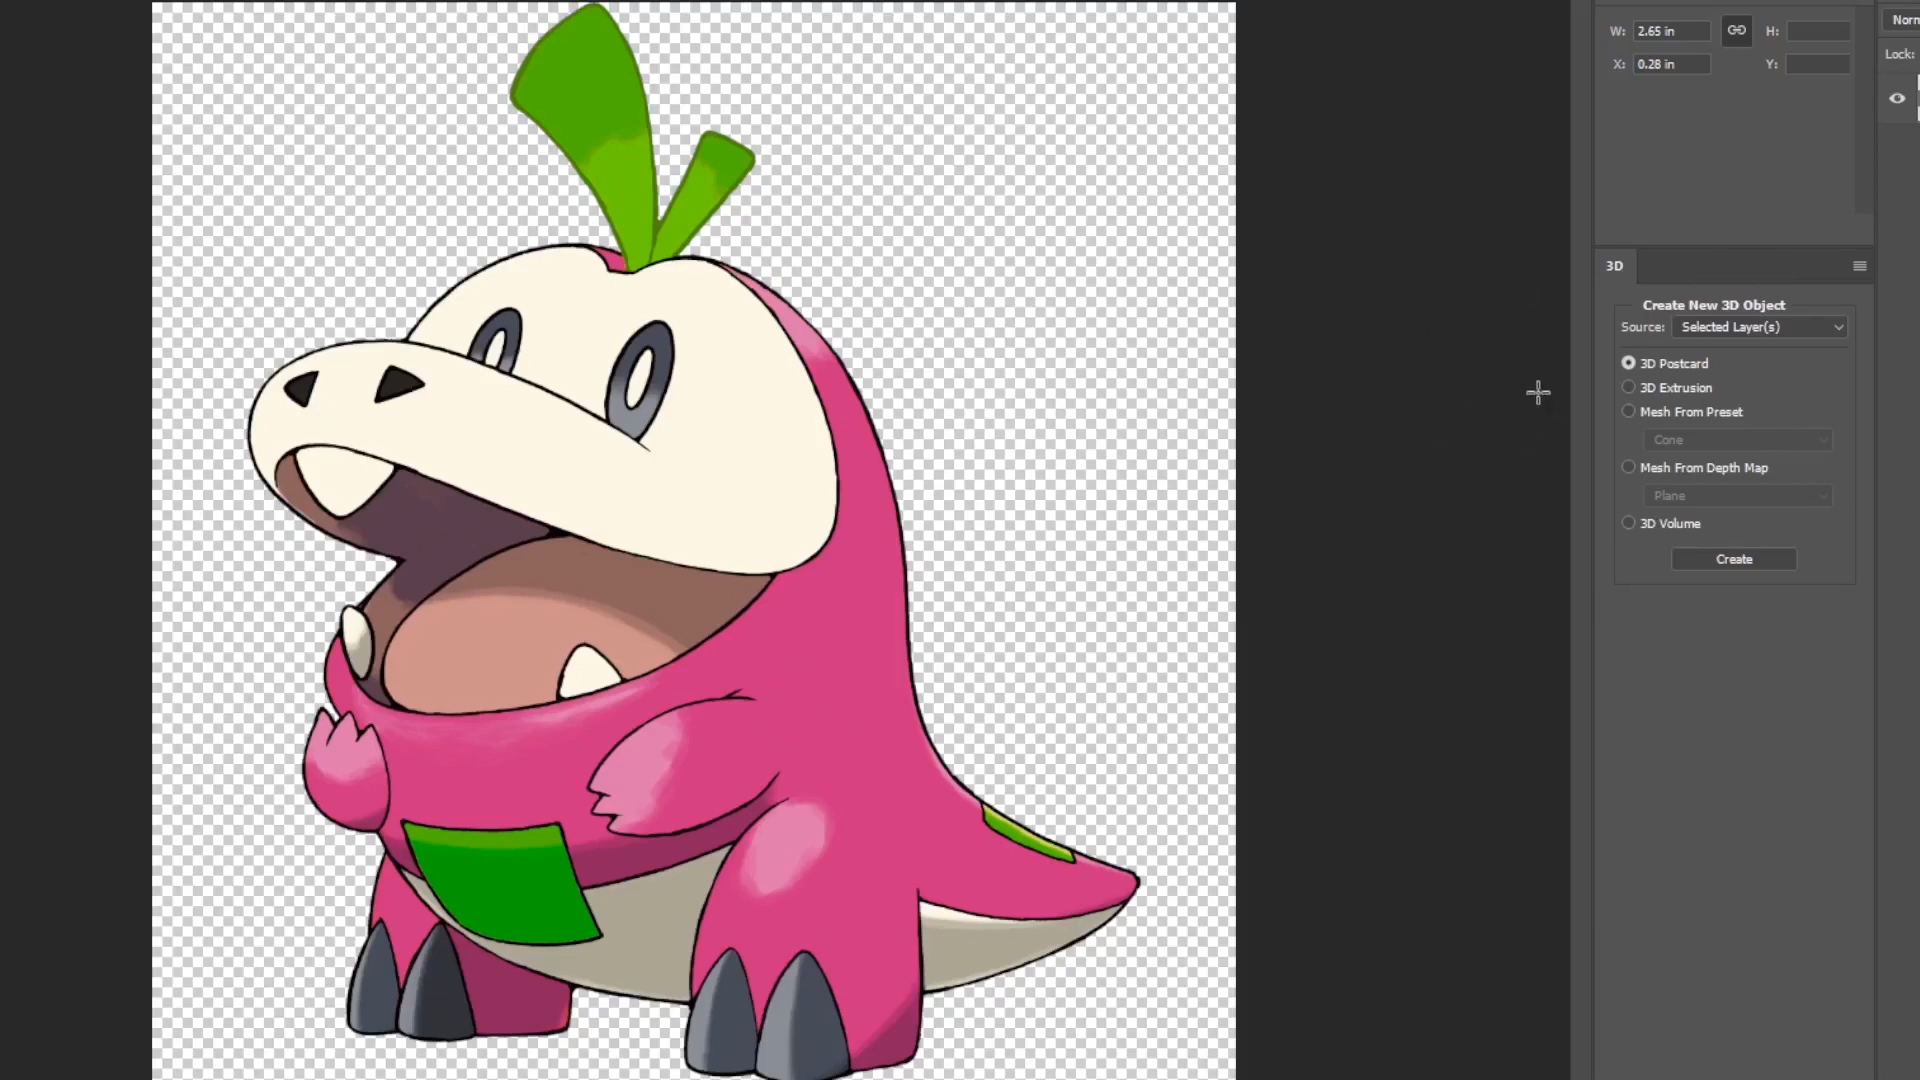 W: 2.65 in H:
X: 0.28 in Y:
Norm
Lock:
3D
Create New 3D Object
Source: Selected Layer(s)
3D Postcard
3D Extrusion
Mesh From Preset
Cone
Mesh From Depth Map
Plane
3D Volume
Create